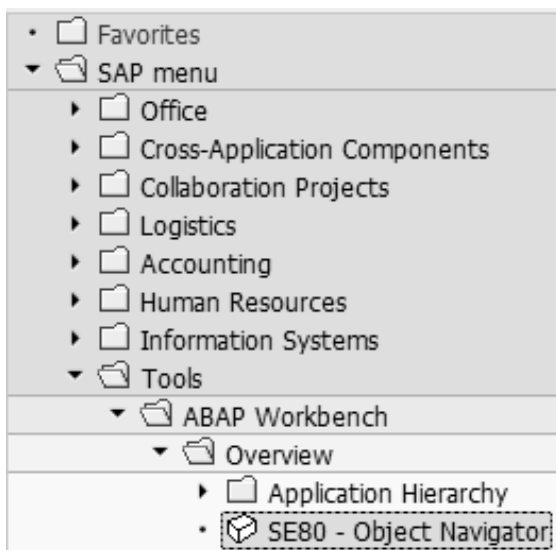 Favorites
SAP menu
Office
Cross-Application Components
Collaboration Projects
Logistics
Accounting
Human Resources
Information Systems
Tools
ABAP Workbench
Overview
Application Hierarchy
SE80 - Object Navigator